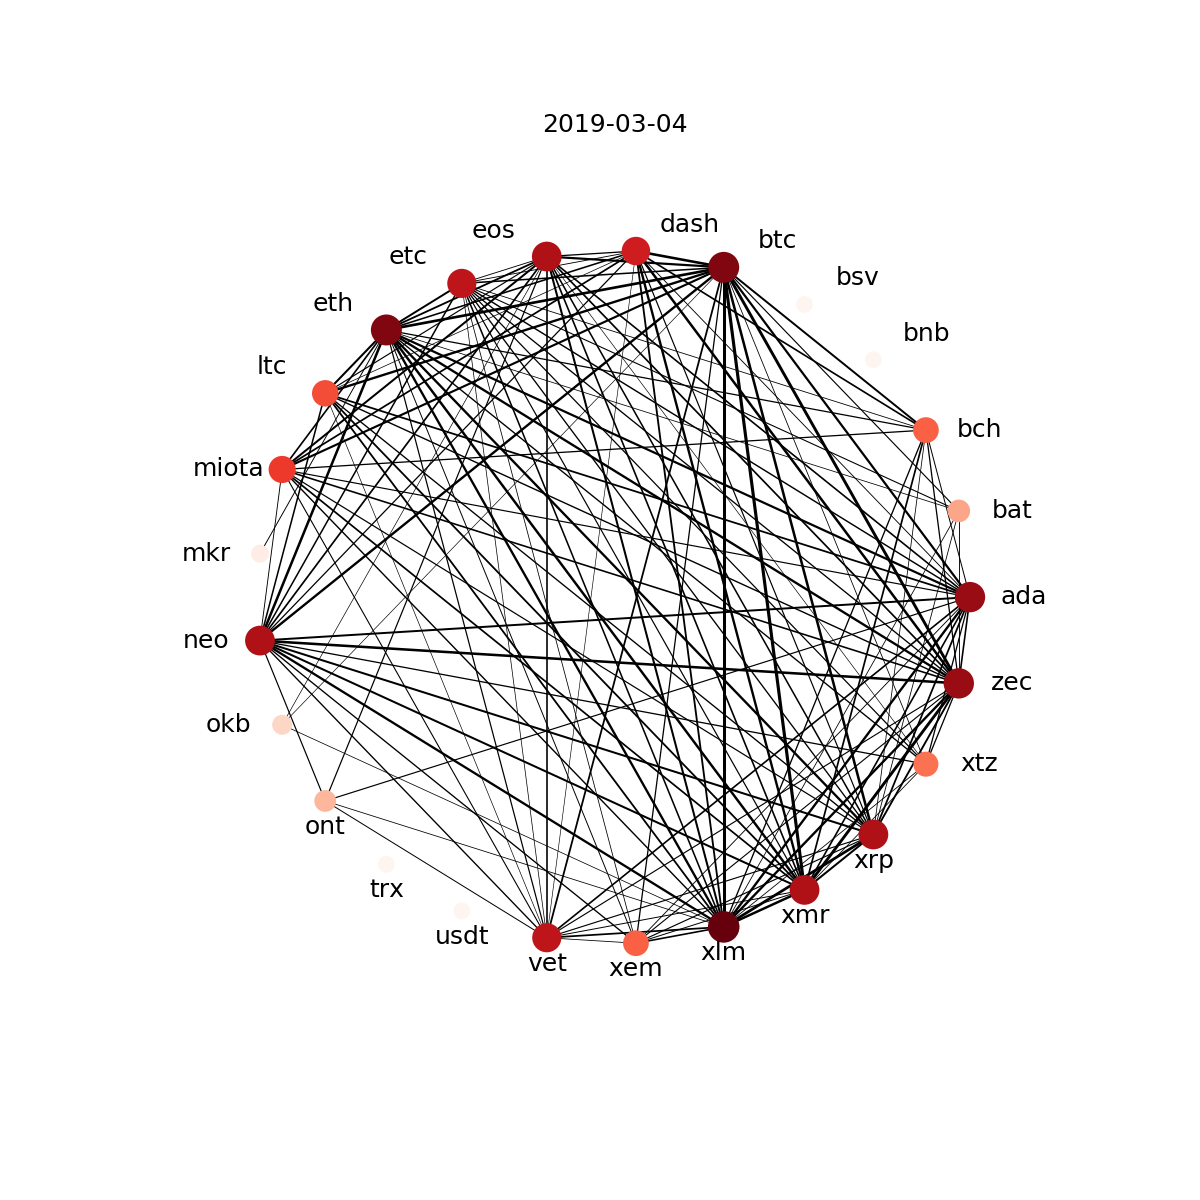 2019-03-04
dash
eos
btc
etc
bsv
eth
bnb
ltc
bch
miota
bat
mkr
ada
neo
zec
okb
xtz
ont
xrp
trx
xmr
usdt
xlm
vet
xem